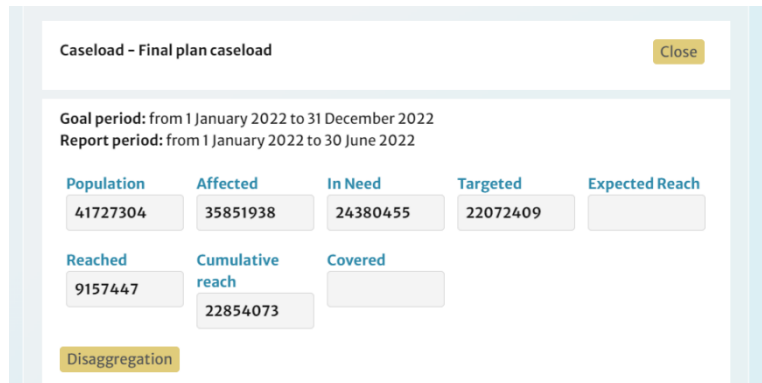 Caseload - Final plan caseload
Close
Goal period: from 1 January 2022 to 31 December 2022
Report period: from 1 January 2022 to 30 June 2022
Population
Affected
In Need
Targeted
Expected Reach
41727304
35851938
24380455
22072409
Reached
Cumulative
reach
Covered
9157447
22854073
Disaggregation